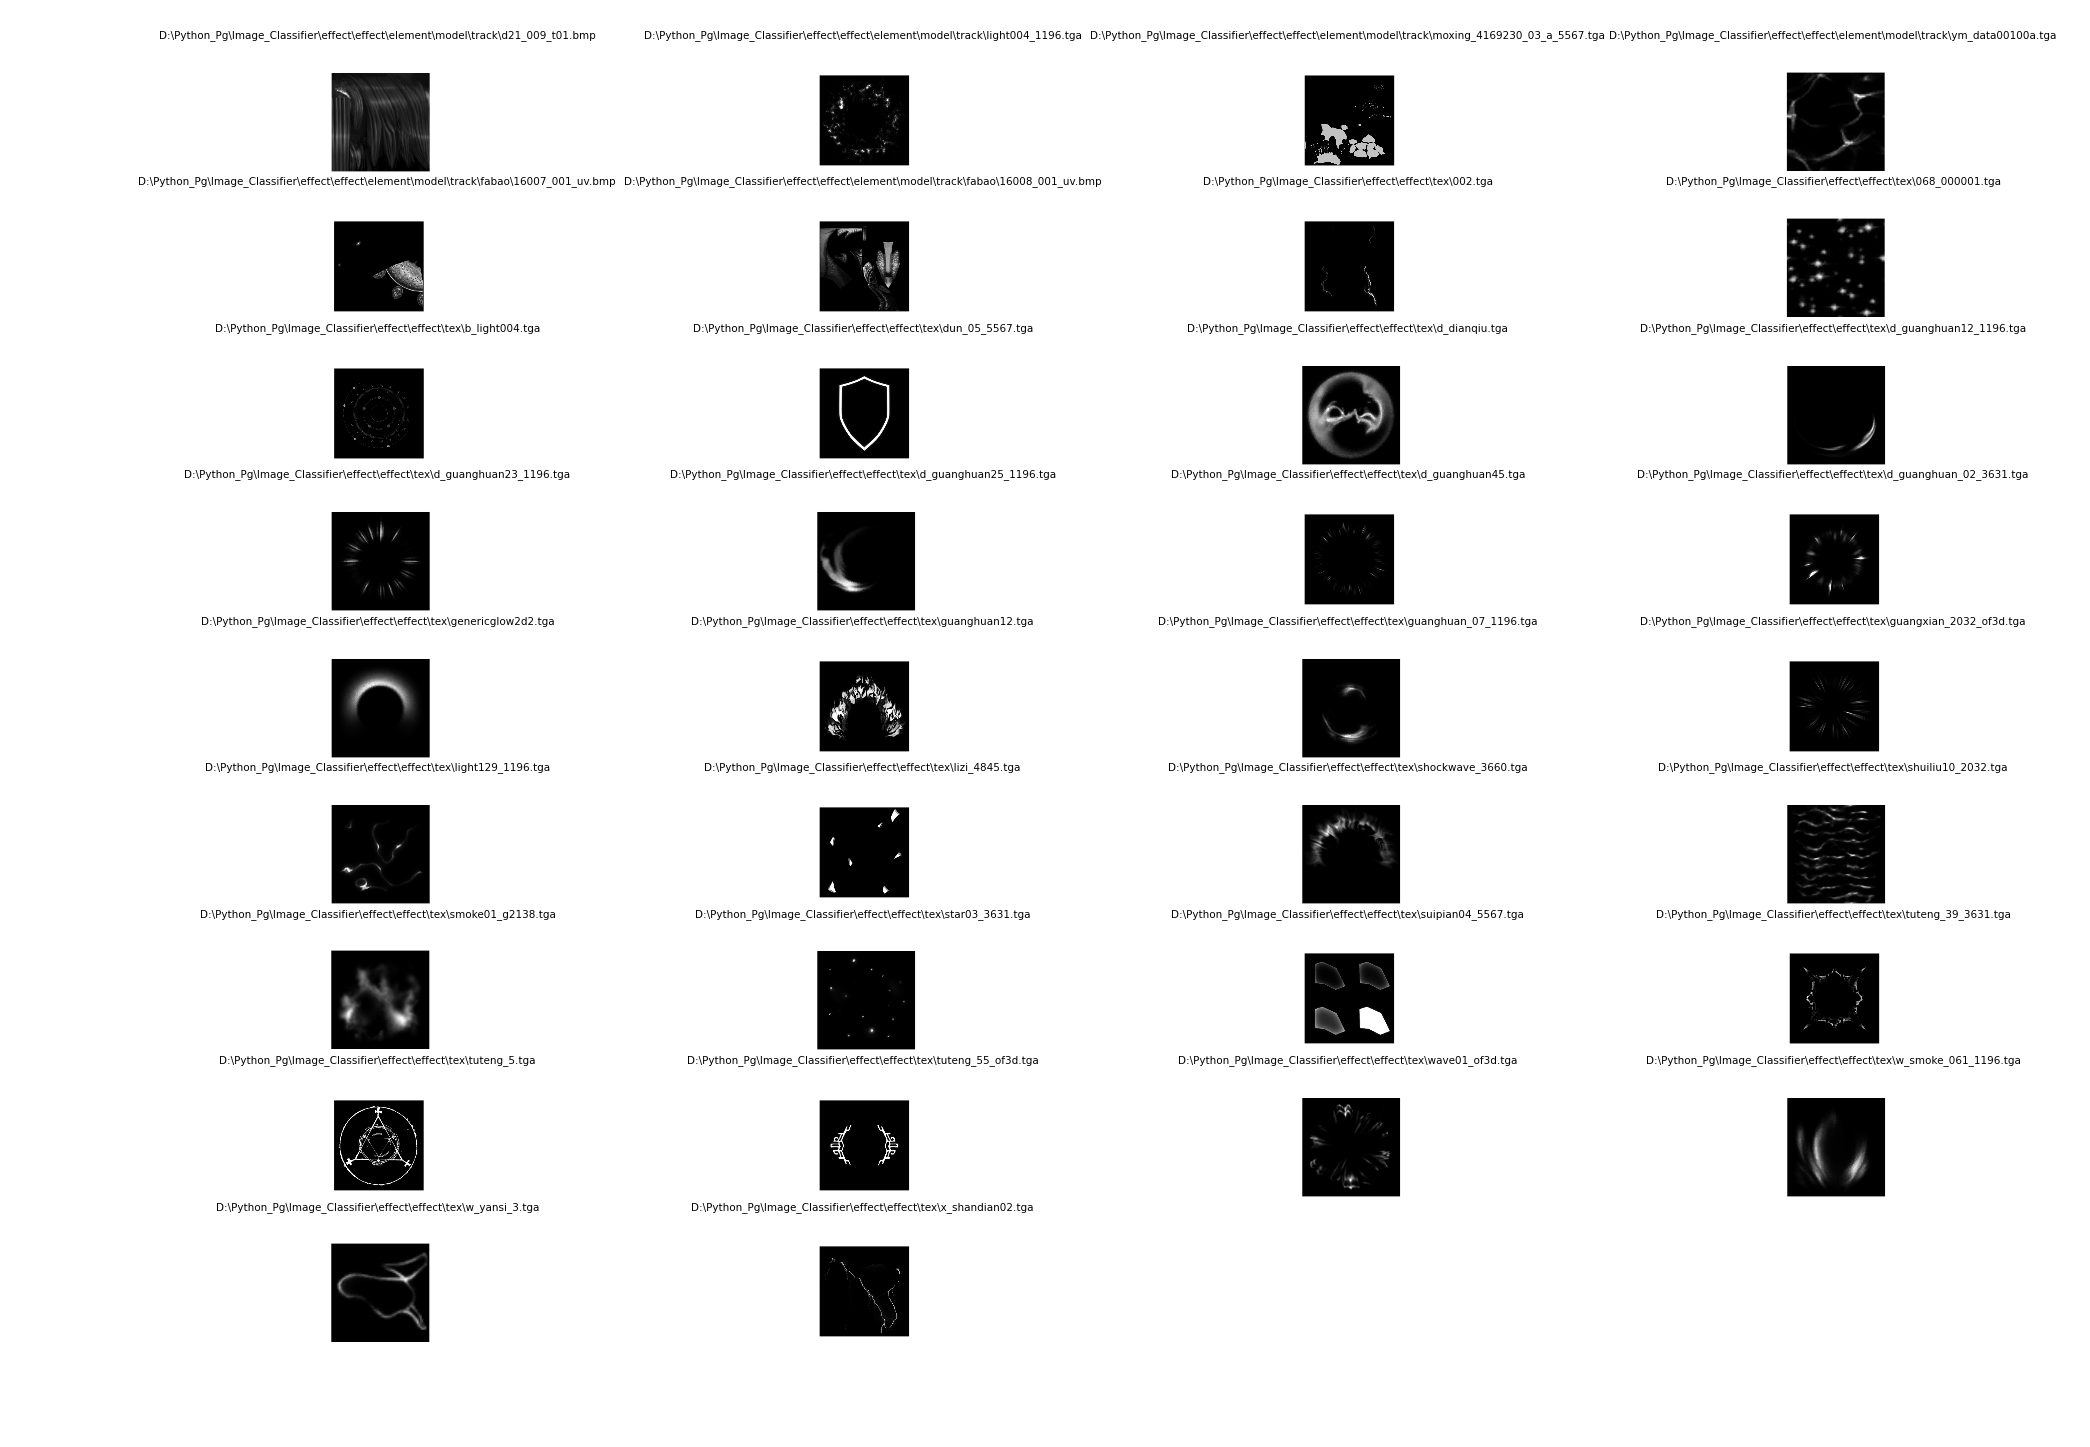 D:\Python_Pg\Image_Classifier\effect\effect\element\model\track\d21_009_t01.bmp
D:\Python_Pg\Image_Classifier\effect\effect\element\model\track\light004_1196.tga
D:\Python_Pg\Image_Classifier\effect\effect\element\model\track\moxing_4169230_03_a_5567.tga
D:\Python_Pg\Image_Classifier\effect\effect\element\model\track\ym_data00100a.tga
D:\Python_Pg\Image_Classifier\effect\effect\element\model\track\fabao\16007_001_uv.bmp
D:\Python_Pg\Image_Classifier\effect\effect\element\model\track\fabao\16008_001_uv.bmp
D:\Python_Pg\Image_Classifier\effect\effect\tex\002.tga
D:\Python_Pg\Image_Classifier\effect\effect\tex\068_000001.tga
D:\Python_Pg\Image_Classifier\effect\effect\tex\b_light004.tga
D:\Python_Pg\Image_Classifier\effect\effect\tex\dun_05_5567.tga
D:\Python_Pg\Image_Classifier\effect\effect\tex\d_dianqiu.tga
D:\Python_Pg\Image_Classifier\effect\effect\tex\d_guanghuan12_1196.tga
D:\Python_Pg\Image_Classifier\effect\effect\tex\d_guanghuan23_1196.tga
D:\Python_Pg\Image_Classifier\effect\effect\tex\d_guanghuan25_1196.tga
D:\Python_Pg\Image_Classifier\effect\effect\tex\d_guanghuan45.tga
D:\Python_Pg\Image_Classifier\effect\effect\tex\d_guanghuan_02_3631.tga
D:\Python_Pg\Image_Classifier\effect\effect\tex\genericglow2d2.tga
D:\Python_Pg\Image_Classifier\effect\effect\tex\guanghuan12.tga
D:\Python_Pg\Image_Classifier\effect\effect\tex\guanghuan_07_1196.tga
D:\Python_Pg\Image_Classifier\effect\effect\tex\guangxian_2032_of3d.tga
D:\Python_Pg\Image_Classifier\effect\effect\tex\light129_1196.tga
D:\Python_Pg\Image_Classifier\effect\effect\tex\lizi_4845.tga
D:\Python_Pg\Image_Classifier\effect\effect\tex\shockwave_3660.tga
D:\Python_Pg\Image_Classifier\effect\effect\tex\shuiliu10_2032.tga
D:\Python_Pg\Image_Classifier\effect\effect\tex\smoke01_g2138.tga
D:\Python_Pg\Image_Classifier\effect\effect\tex\star03_3631.tga
D:\Python_Pg\Image_Classifier\effect\effect\tex\suipian04_5567.tga
D:\Python_Pg\Image_Classifier\effect\effect\tex\tuteng_39_3631.tga
D:\Python_Pg\Image_Classifier\effect\effect\tex\tuteng_5.tga
D:\Python_Pg\Image_Classifier\effect\effect\tex\tuteng_55_of3d.tga
D:\Python_Pg\Image_Classifier\effect\effect\tex\wave01_of3d.tga
D:\Python_Pg\Image_Classifier\effect\effect\tex\w_smoke_061_1196.tga
D:\Python_Pg\Image_Classifier\effect\effect\tex\w_yansi_3.tga
D:\Python_Pg\Image_Classifier\effect\effect\tex\x_shandian02.tga